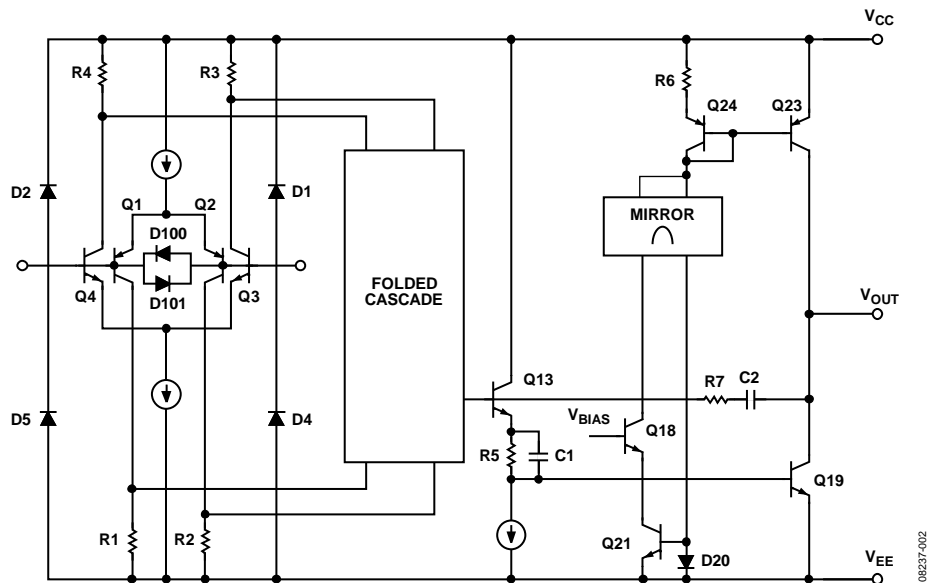 VCC
R4
R3
R6
Q24
Q23
D2
Q1
Q2
D1
D100
MIRROR
Q4
D101
Q3
FOLDED
CASCADE
VOUT
Q13
R7
C2
D5
D4
VBIAS
Q18
R5
C1
Q19
R1
R2
Q21
D20
VEE
08237-002